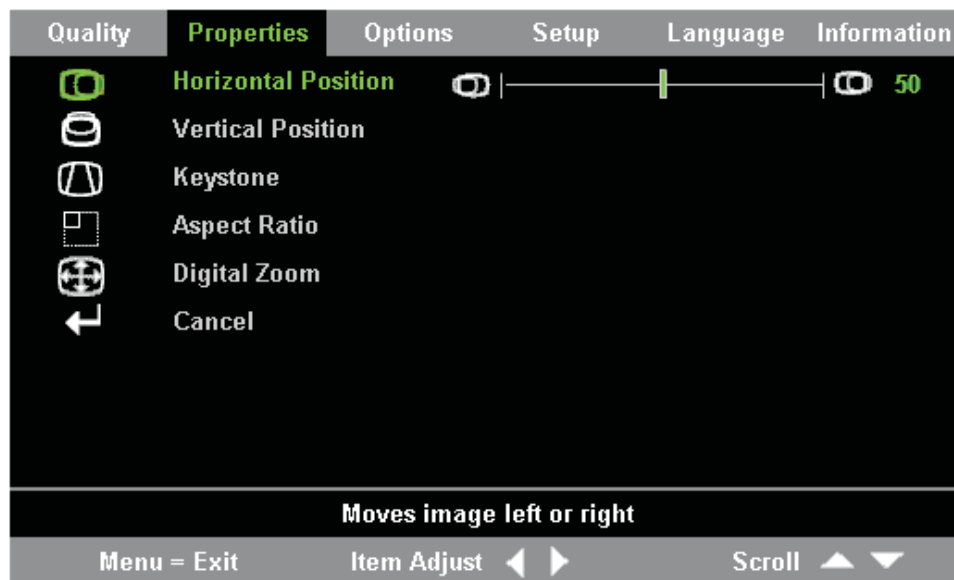 Quality Properties Options Setup Language Information
Horizontal Position 50
Vertical Position
Keystone
Aspect Ratio
Digital Zoom
Cancel
Moves image left or right
Menu = Exit Item Adjust Scroll